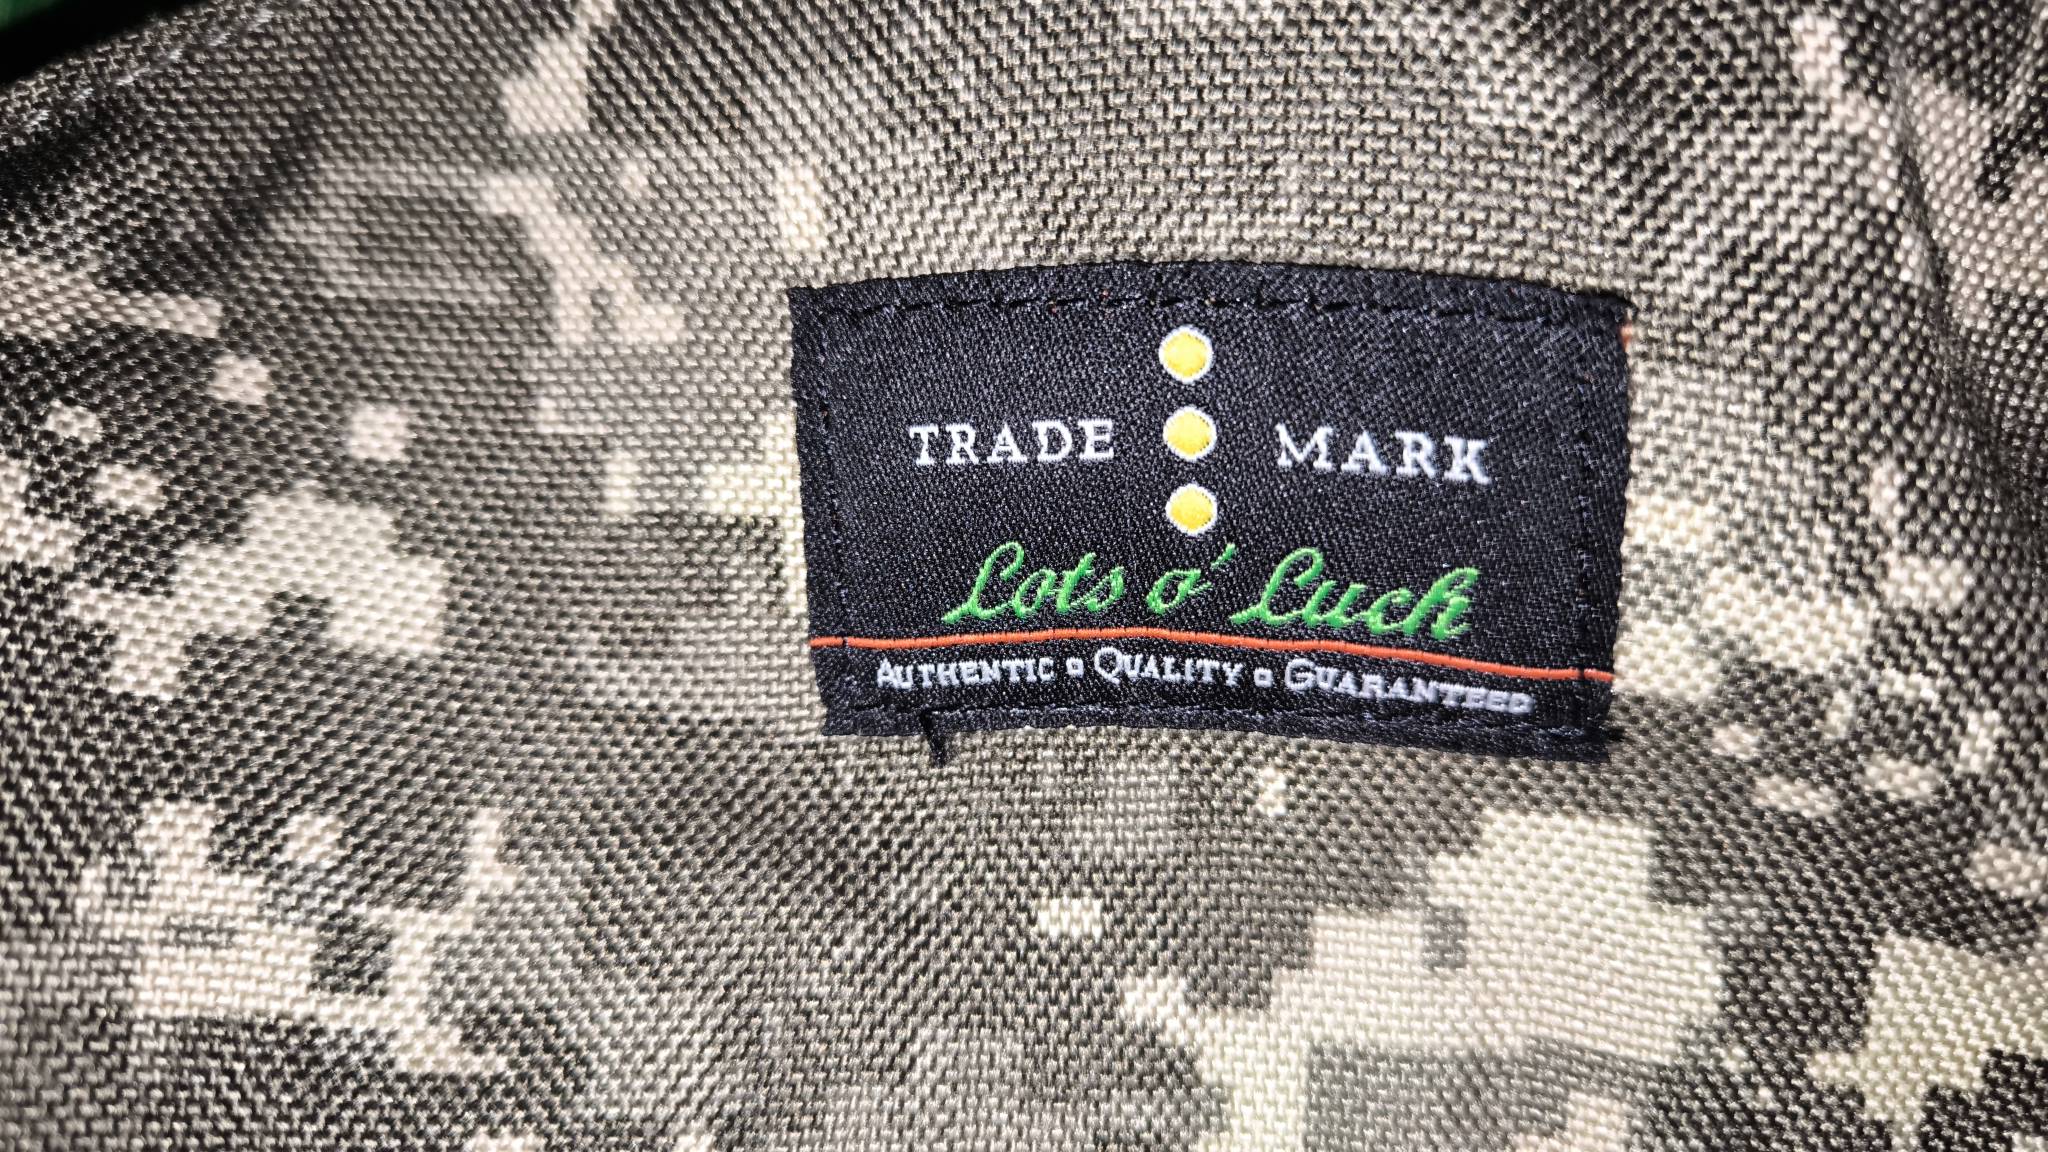 TRADE MARK
Lots o' Luck
AUTHENTIC ▫ QUALITY ▫ GUARANTEED